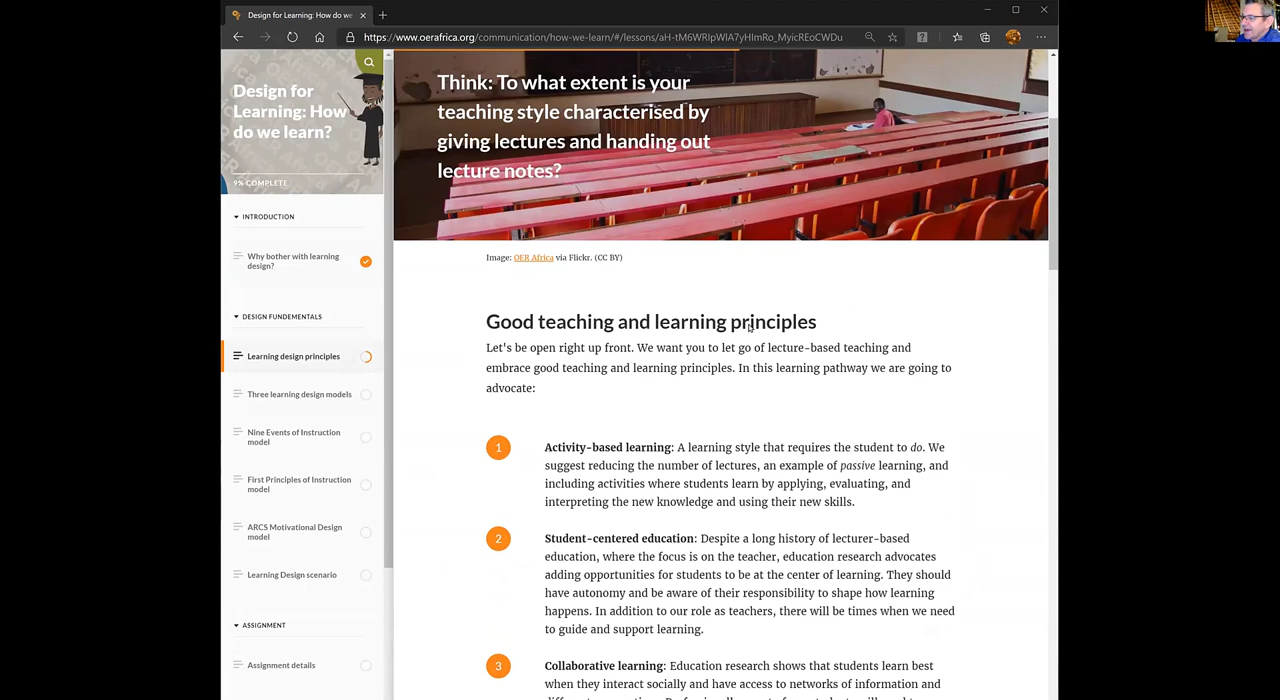 Design for Learning: How do we
https://www.oerafrica.org/communication/how-we-learn/#/lessons/aH-tM6WRlpWlA7yHImRo_MyicREoCWDu
Design for
Learning: How
do we learn?
9% COMPLETE
INTRODUCTION
Why bother with learning
design?
DESIGN FUNDEMENTALS
Learning design principles
Three learning design models
Nine Events of Instruction
model
First Principles of Instruction
model
ARCS Motivational Design
model
Learning Design scenario
ASSIGNMENT
Assignment details
Think: To what extent is your
teaching style characterised by
giving lectures and handing out
lecture notes?
Image: OER Africa via Flickr. (CC BY)
Good teaching and learning principles
Let's be open right up front. We want you to let go of lecture-based teaching and
embrace good teaching and learning principles. In this learning pathway we are going to
advocate:
1
Activity-based learning: A learning style that requires the student to do. We
suggest reducing the number of lectures, an example of passive learning, and
including activities where students learn by applying, evaluating, and
interpreting the new knowledge and using their new skills.
2
Student-centered education: Despite a long history of lecturer-based
education, where the focus is on the teacher, education research advocates
adding opportunities for students to be at the center of learning. They should
have autonomy and be aware of their responsibility to shape how learning
happens. In addition to our role as teachers, there will be times when we need
to guide and support learning.
3
Collaborative learning: Education research shows that students learn best
when they interact socially and have access to networks of information and